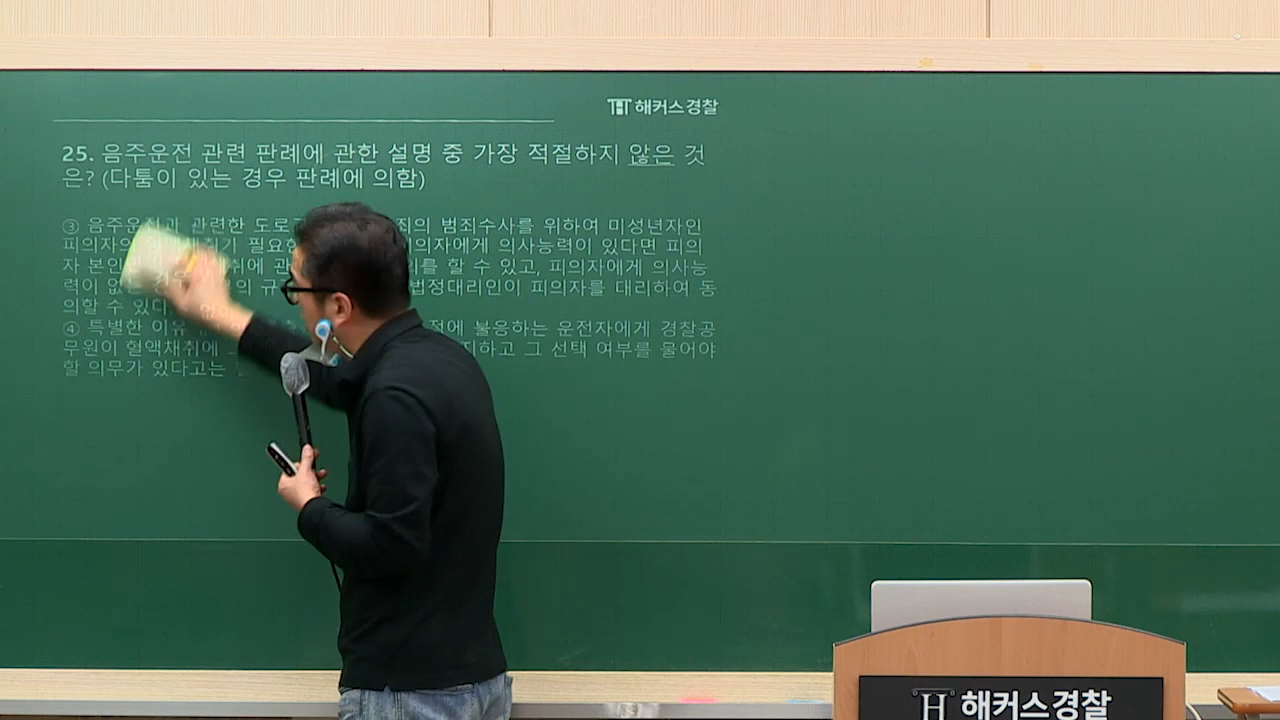 해커스경찰
25. 음주운전 관련 판례에 관한 설명 중 가장 적절하지 않은 것
은? (다툼이 있는 경우 판례에 의함)
③ 음주운전과 관련한 도로 죄의 범죄수사를 위하여 미성년자인
피의자의 필요한 의사능력이 있다면 피의
자 본인 를 할 수 있고, 피의자에게 의사능
력이 없는 법정대리인이 피의자를 대리하여 동
의할 수 있다
④ 특별한 이유 불응하는 운전자에게 경찰공
무원이 혈액채취에 그 선택 여부를 물어야
할 의무가 있다고는
해커스경찰